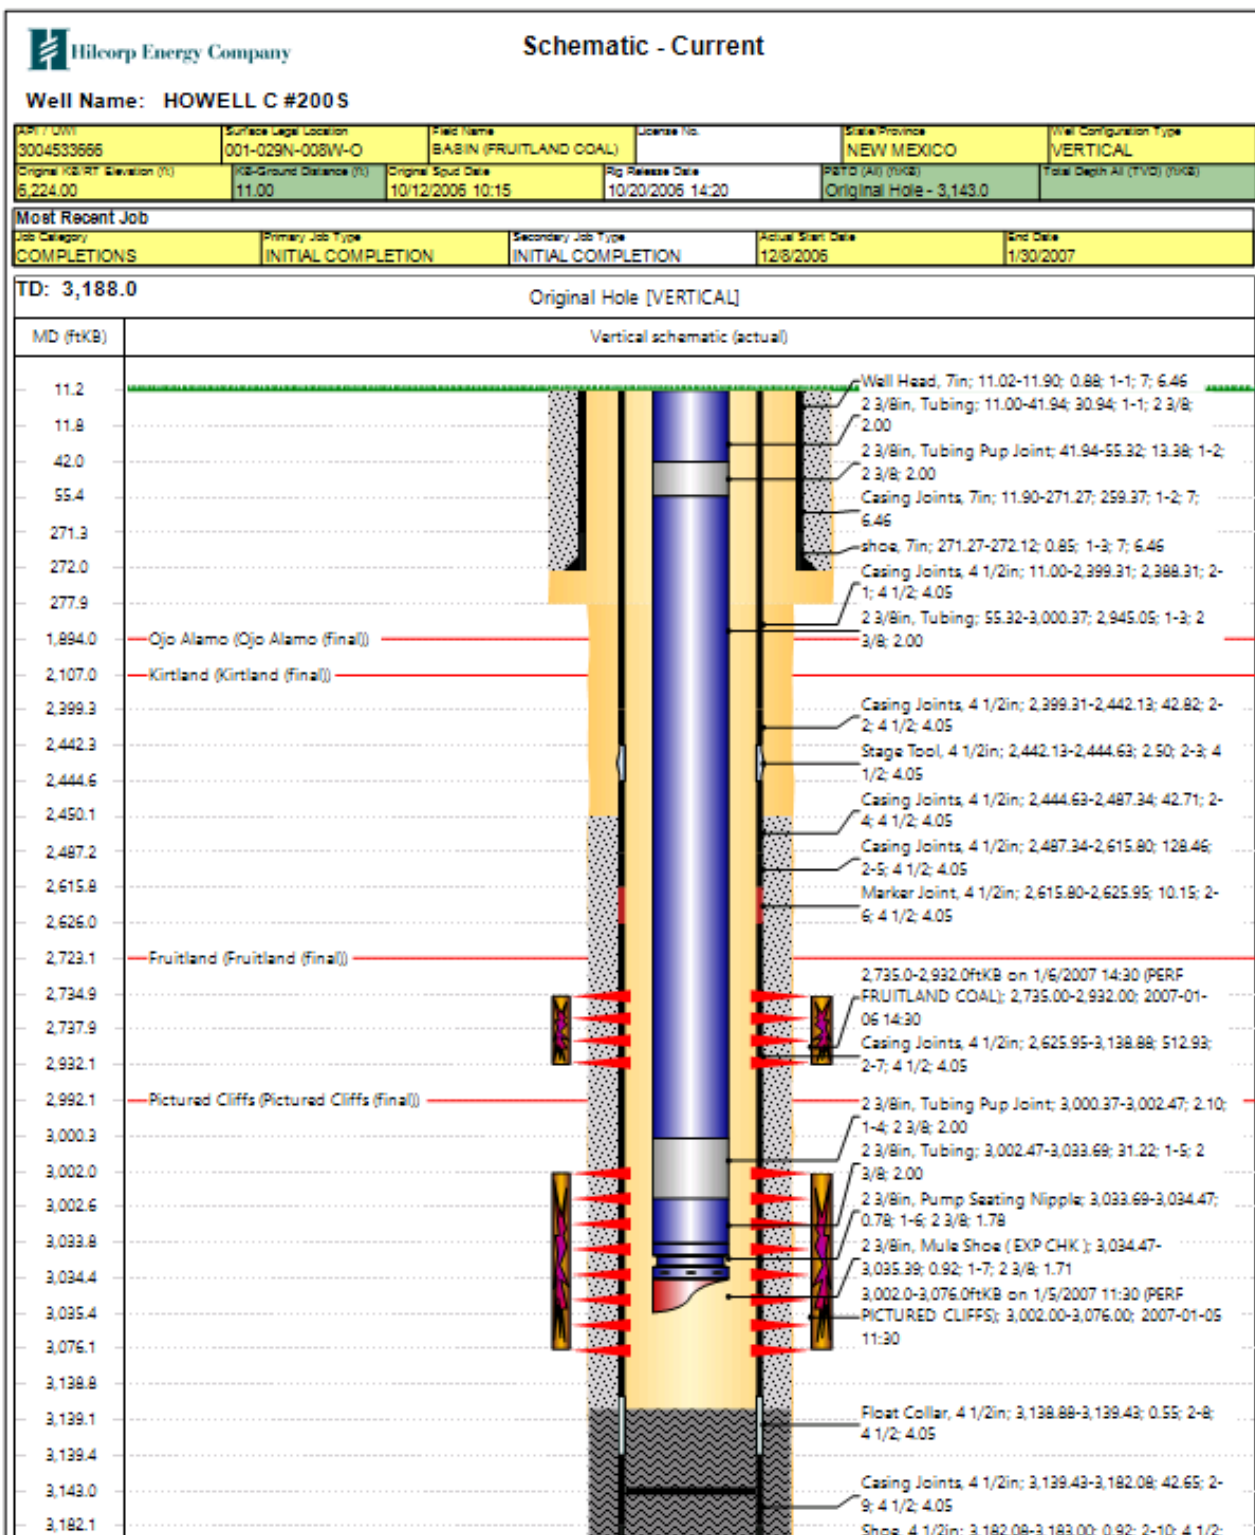 Hilcorp Energy Company
Schematic - Current
Well Name: HOWELL C #200S
API / UWI
Surface Legal Location
Field Name
License No.
State/Province
Well Configuration Type
3004533666
001-029N-008W-O
BASIN (FRUITLAND COAL)
NEW MEXICO
VERTICAL
Original KB/RT Elevation (ft)
KB-Ground Distance (ft)
Original Spud Date
Rig Release Date
PBTD (All) (ftKB)
Total Depth All (TVD) (ftKB)
6,224.00
11.00
10/12/2006 10:15
10/20/2006 14:20
Original Hole - 3,143.0
Most Recent Job
Job Category
Primary Job Type
Secondary Job Type
Actual Start Date
End Date
COMPLETIONS
INITIAL COMPLETION
INITIAL COMPLETION
12/8/2006
1/30/2007
TD: 3,188.0
Original Hole [VERTICAL]
MD (ftKB)
Vertical schematic (actual)
11.2
11.8
42.0
55.4
271.3
272.0
277.9
1,894.0
2,107.0
2,399.3
2,442.3
2,444.6
2,450.1
2,487.2
2,615.8
2,626.0
2,723.1
2,734.9
2,737.9
2,932.1
2,992.1
3,000.3
3,002.0
3,002.6
3,033.8
3,034.4
3,035.4
3,076.1
3,138.8
3,139.1
3,139.4
3,143.0
3,182.1
Ojo Alamo (Ojo Alamo (final))
Kirtland (Kirtland (final))
Fruitland (Fruitland (final))
Pictured Cliffs (Pictured Cliffs (final))
Well Head, 7in; 11.02-11.90; 0.88; 1-1; 7; 6.46
2 3/8in, Tubing; 11.00-41.94; 30.94; 1-1; 2 3/8;
2.00
2 3/8in, Tubing Pup Joint; 41.94-55.32; 13.38; 1-2;
2 3/8; 2.00
Casing Joints, 7in; 11.90-271.27; 259.37; 1-2; 7;
6.46
shoe, 7in; 271.27-272.12; 0.85; 1-3; 7; 6.46
Casing Joints, 4 1/2in; 11.00-2,399.31; 2,388.31; 2-
1; 4 1/2; 4.05
2 3/8in, Tubing; 55.32-3,000.37; 2,945.05; 1-3; 2
3/8; 2.00
Casing Joints, 4 1/2in; 2,399.31-2,442.13; 42.82; 2-
2; 4 1/2; 4.05
Stage Tool, 4 1/2in; 2,442.13-2,444.63; 2.50; 2-3; 4
1/2; 4.05
Casing Joints, 4 1/2in; 2,444.63-2,487.34; 42.71; 2-
4; 4 1/2; 4.05
Casing Joints, 4 1/2in; 2,487.34-2,615.80; 128.46;
2-5; 4 1/2; 4.05
Marker Joint, 4 1/2in; 2,615.80-2,625.95; 10.15; 2-
6; 4 1/2; 4.05
2,735.0-2,932.0ftKB on 1/6/2007 14:30 (PERF
FRUITLAND COAL); 2,735.00-2,932.00; 2007-01-
06 14:30
Casing Joints, 4 1/2in; 2,625.95-3,138.88; 512.93;
2-7; 4 1/2; 4.05
2 3/8in, Tubing Pup Joint; 3,000.37-3,002.47; 2.10;
1-4; 2 3/8; 2.00
2 3/8in, Tubing; 3,002.47-3,033.69; 31.22; 1-5; 2
3/8; 2.00
2 3/8in, Pump Seating Nipple; 3,033.69-3,034.47;
0.78; 1-6; 2 3/8; 1.78
2 3/8in, Mule Shoe ( EXP CHK ); 3,034.47-
3,035.39; 0.92; 1-7; 2 3/8; 1.71
3,002.0-3,076.0ftKB on 1/5/2007 11:30 (PERF
PICTURED CLIFFS); 3,002.00-3,076.00; 2007-01-05
11:30
Float Collar, 4 1/2in; 3,138.88-3,139.43; 0.55; 2-8;
4 1/2; 4.05
Casing Joints, 4 1/2in; 3,139.43-3,182.08; 42.65; 2-
9; 4 1/2; 4.05
Shoe, 4 1/2in; 3,182.08-3,183.00; 0.92; 2-10; 4 1/2;